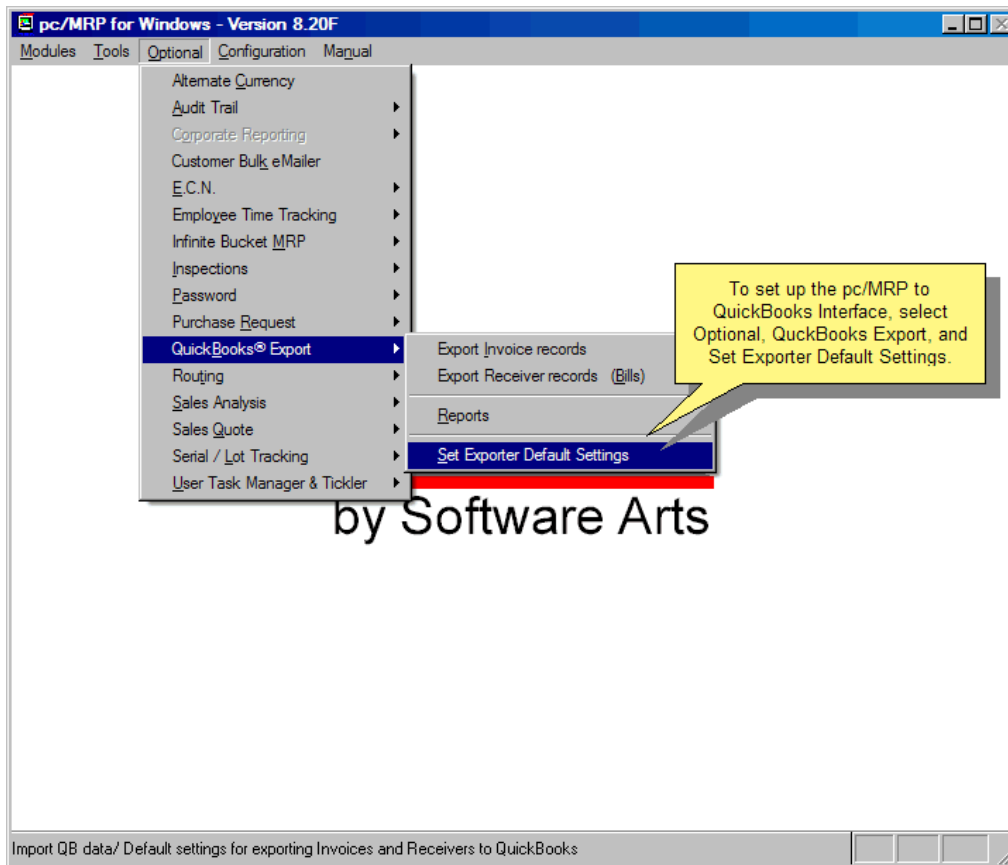 pc/MRP for Windows - Version 8.20F
Modules Tools Optional Configuration Manual
Alternate Currency
Audit Trail
Corporate Reporting
Customer Bulk eMailer
E.C.N.
Employee Time Tracking
Infinite Bucket MRP
Inspections
Password
Purchase Request
QuickBooks® Export
Routing
Sales Analysis
Sales Quote
Serial / Lot Tracking
User Task Manager & Tickler
Export Invoice records
Export Receiver records (Bills)
Reports
Set Exporter Default Settings
To set up the pc/MRP to
QuickBooks Interface, select
Optional, QuckBooks Export, and
Set Exporter Default Settings.
by Software Arts
Import QB data/ Default settings for exporting Invoices and Receivers to QuickBooks